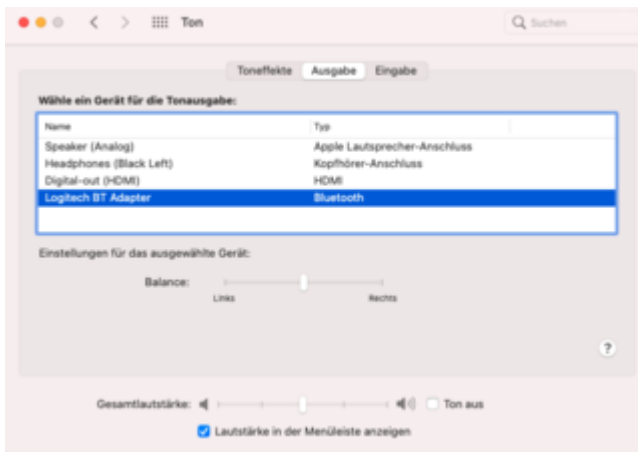 Ton
Suchen
Toneffekte Ausgabe Eingabe
Wähle ein Gerät für die Tonausgabe:
Name Typ
Speaker (Analog) Apple Lautsprecher-Anschluss
Headphones (Black Left) Kopfhörer-Anschluss
Digital-out (HDMI) HDMI
Logitech BT Adapter Bluetooth
Einstellungen für das ausgewählte Gerät:
Balance:
Links Rechts
?
Gesamtlautstärke: Ton aus
Lautstärke in der Menüleiste anzeigen